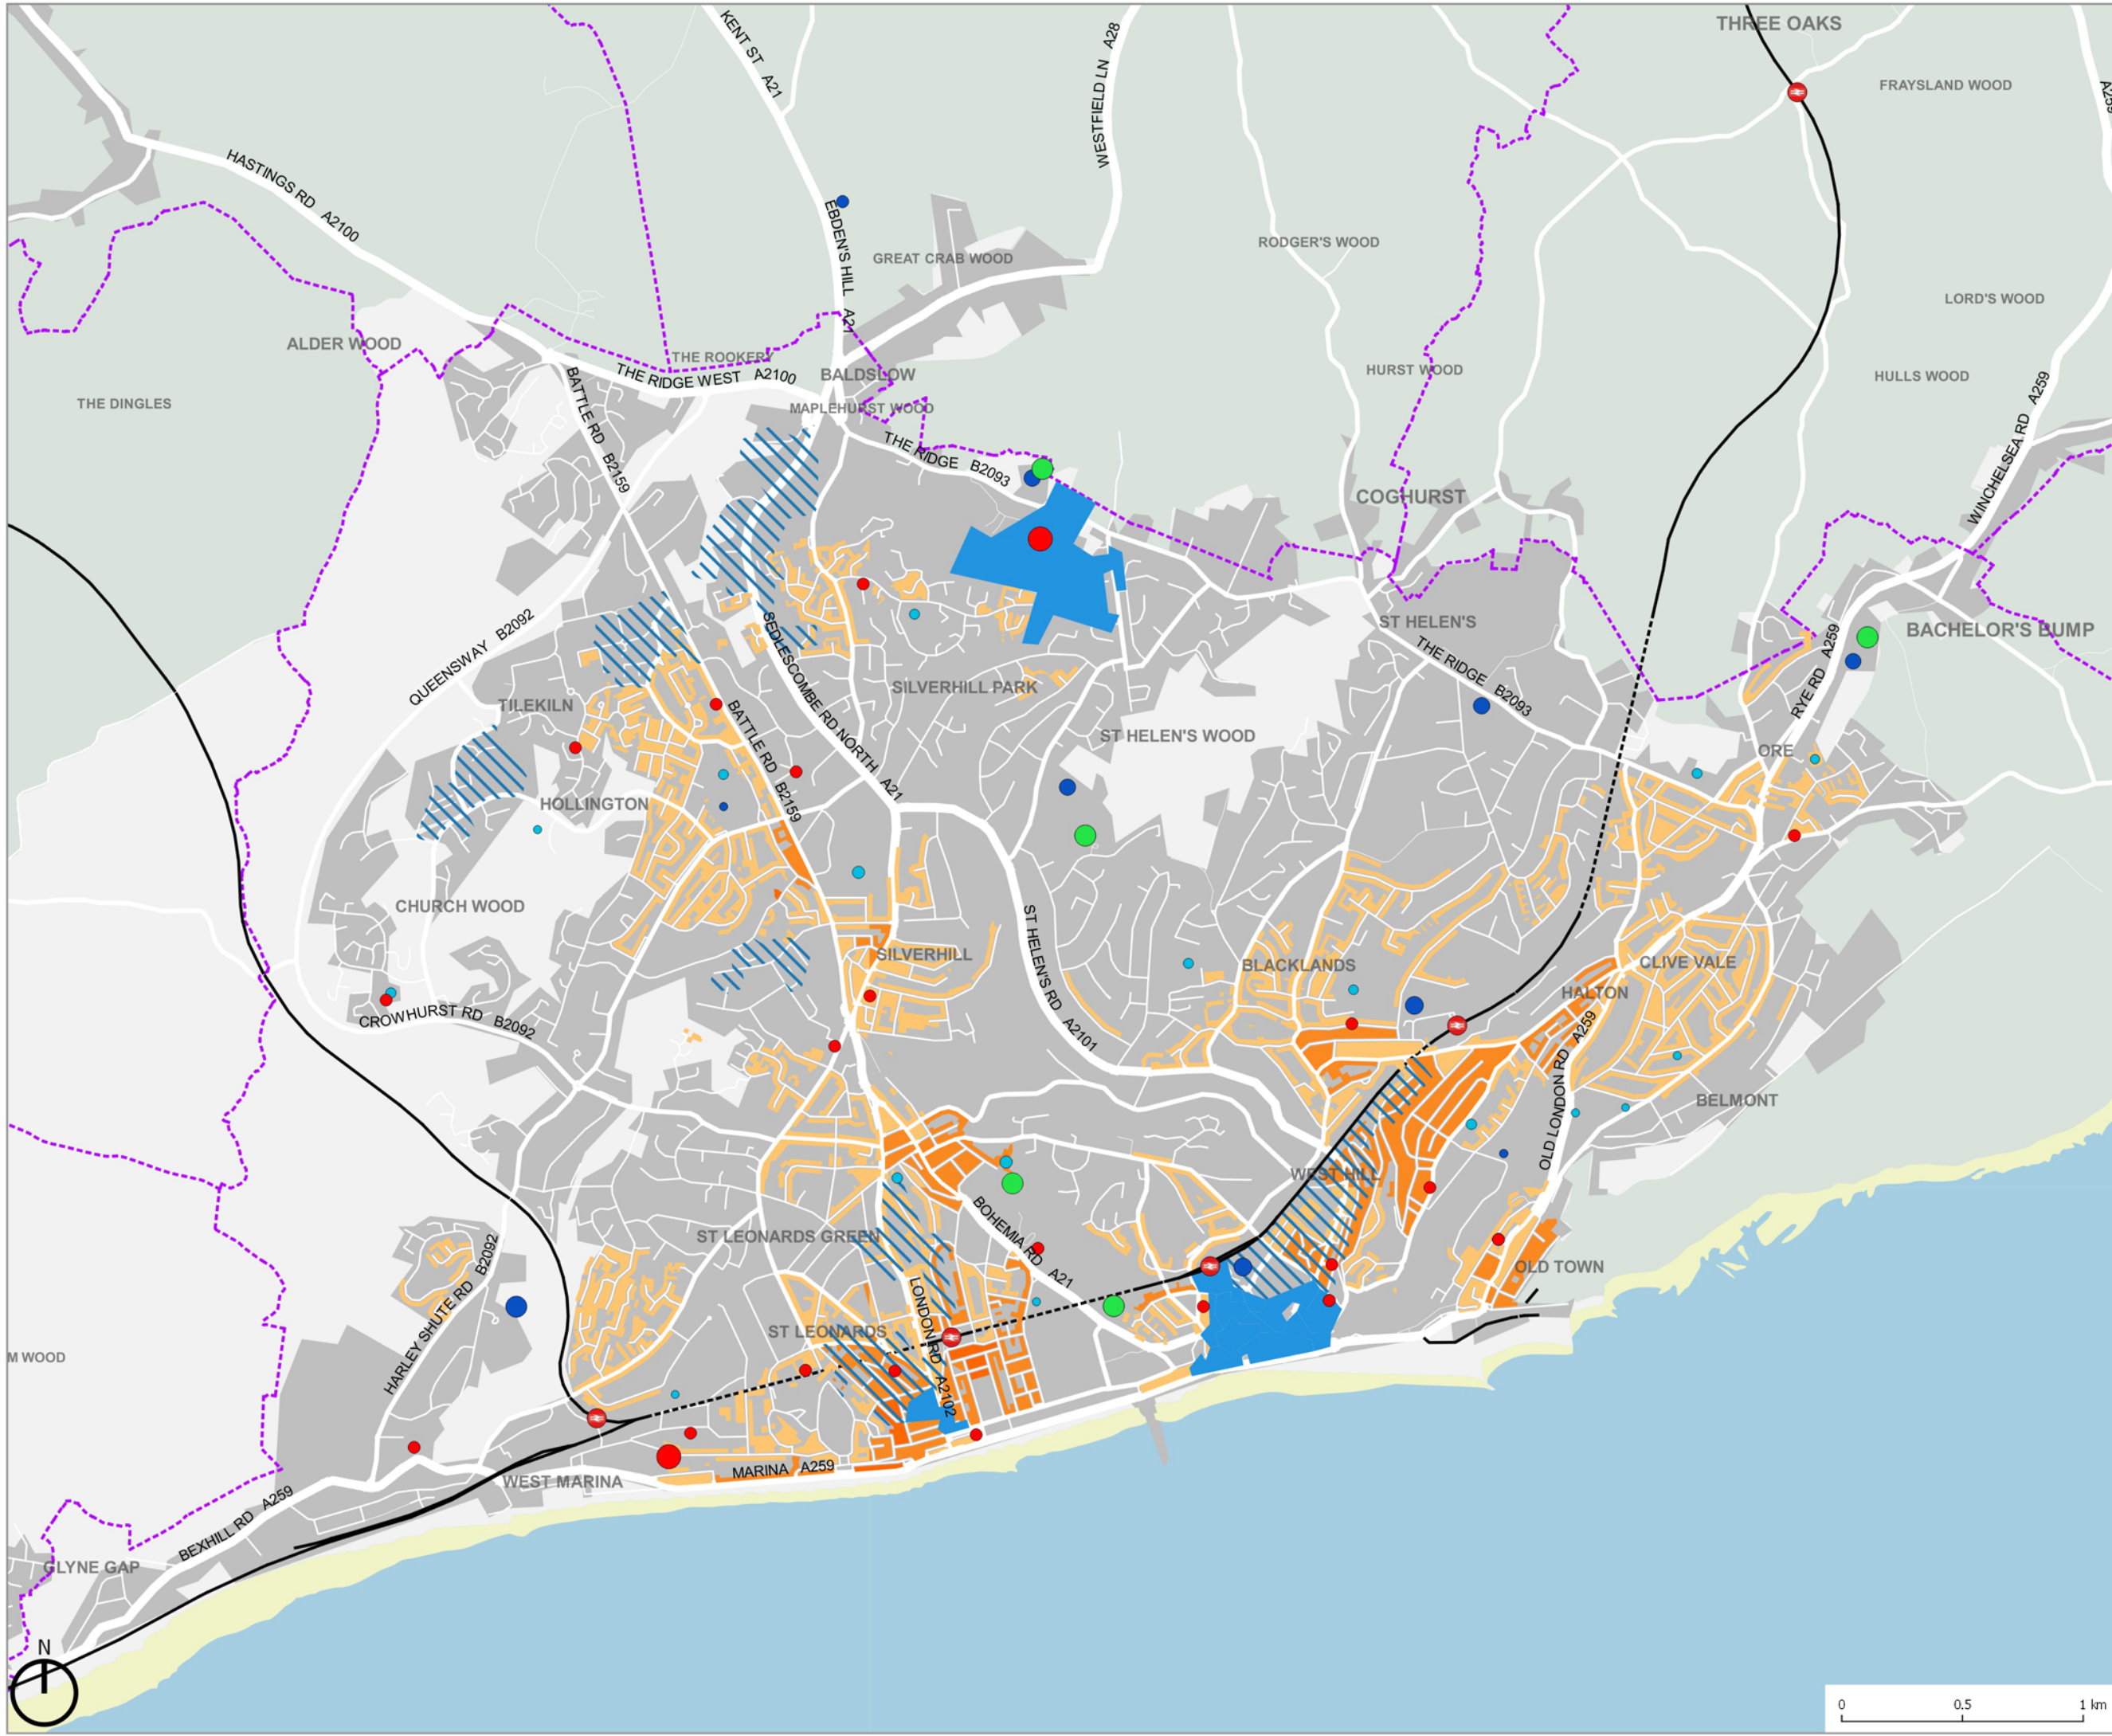 THREE OAKS
KENT ST A21
WESTFIELD LN A28
FRAYSLAND WOOD
A259
HASTINGS RD A2100
EBDEN'S HILL A21
GREAT CRAB WOOD
RODGER'S WOOD
LORD'S WOOD
ALDER WOOD
THE ROOKERY
THE RIDGE WEST A2100
BALDSLOW
HURST WOOD
HULLS WOOD
THE DINGLES
BATTLE RD B2159
MAPLEHURST WOOD
THE RIDGE B2093
COGHURST
WINCHELSEA RD A259
QUEENSWAY B2092
SEDLESCOMBE RD NORTH A21
ST HELEN'S
THE RIDGE B2093
BACHELOR'S BUMP
RYE RD A259
TILEKILN
BATTLE RD B2159
SILVERHILL PARK
ST HELEN'S WOOD
ORE
HOLLINGTON
CHURCH WOOD
ST HELEN'S RD A2101
SILVERHILL
BLACKLANDS
CLIVE VALE
HALTON
CROWHURST RD B2092
OLD LONDON RD A259
BELMONT
WEST HILL
BOHEMIA RD A21
ST LEONARDS GREEN
HARLEY SHUTE RD B2092
OLD TOWN
LONDON RD A2102
ST LEONARDS
M WOOD
MARINA A259
WEST MARINA
BEXHILL RD A259
GLYNE GAP
N
0 0.5 1 km